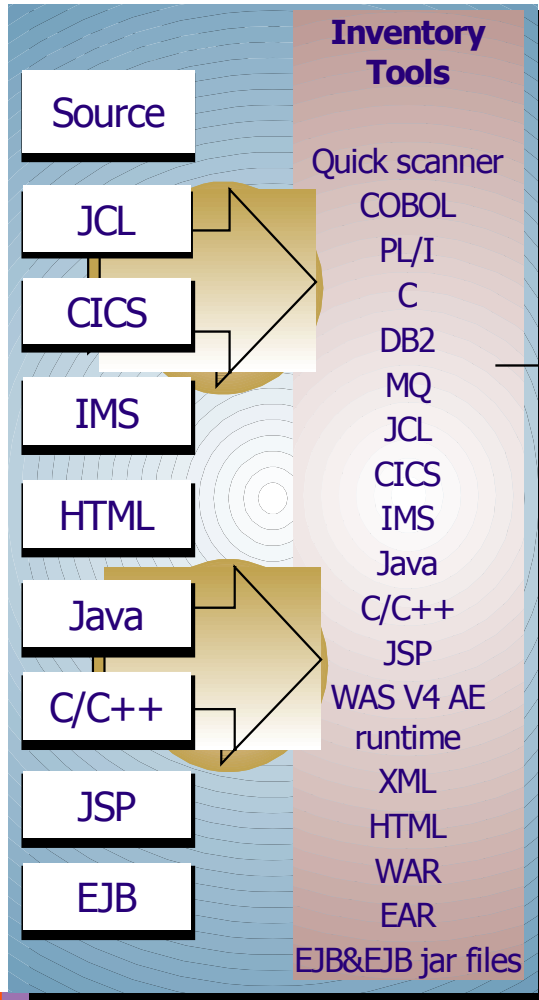 Source
JCL
CICS
IMS
HTML
Java
C/C++
JSP
EJB
Inventory
Tools
Quick scanner
COBOL
PL/I
C
DB2
MQ
JCL
CICS
IMS
Java
C/C++
JSP
WAS V4 AE
runtime
XML
HTML
WAR
EAR
EJB&EJB jar files